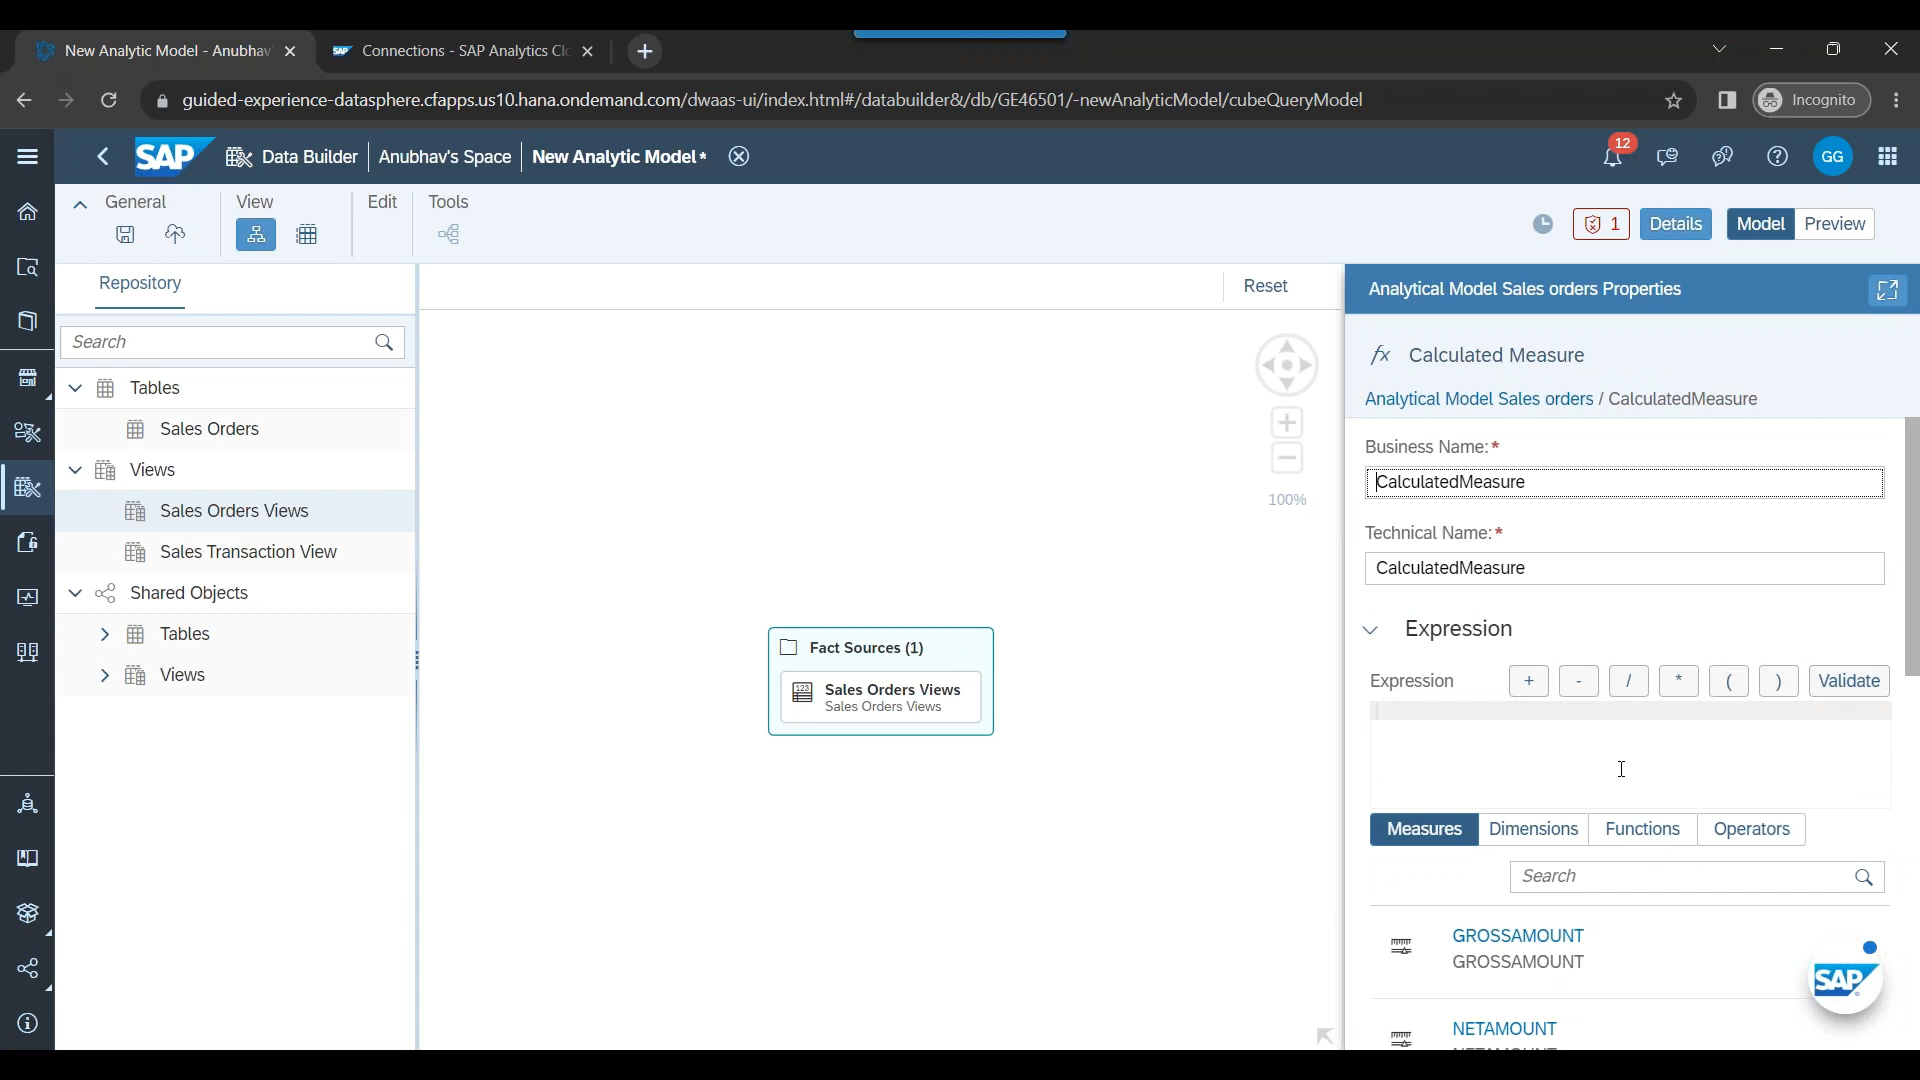 New Analytic Model - Anubhav
SAP Connections - SAP Analytics Clo
guided-experience-datasphere.cfapps.us10.hana.ondemand.com/dwaas-ui/index.html#/databuilder&/db/GE46501/-newAnalyticModel/cubeQueryModel
Incognito
SAP Data Builder Anubhav's Space New Analytic Model*
12
GG
General View Edit Tools
1 Details Model Preview
Repository
Reset
Search
Tables
Sales Orders
Views
Sales Orders Views
Sales Transaction View
Shared Objects
Tables
Views
100%
Fact Sources (1)
123
Sales Orders Views
Sales Orders Views
Analytical Model Sales orders Properties
fx Calculated Measure
Analytical Model Sales orders / CalculatedMeasure
Business Name:*
CalculatedMeasure
Technical Name:*
CalculatedMeasure
Expression
Expression + - / * ( ) Validate
Measures Dimensions Functions Operators
Search
GROSSAMOUNT
GROSSAMOUNT
SAP
NETAMOUNT
NETAMOUNT